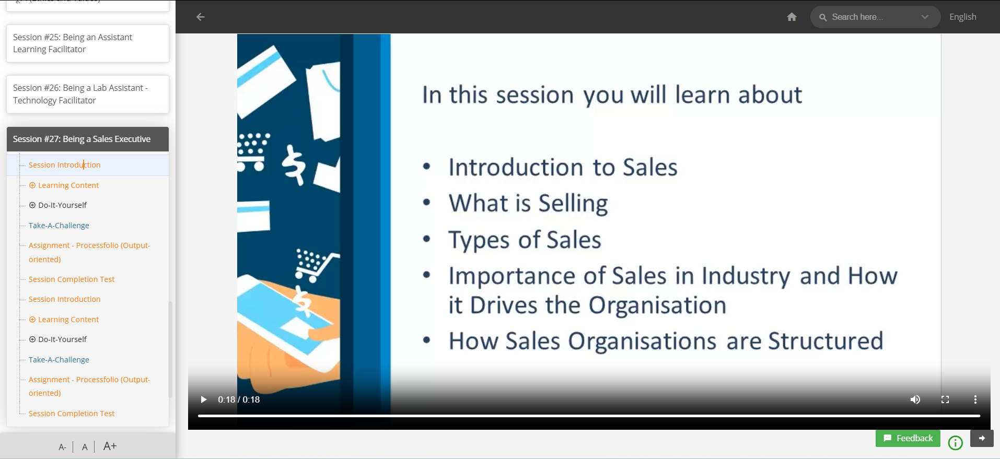 (Ethics and Values)
Session #25: Being an Assistant
Learning Facilitator
Session #26: Being a Lab Assistant -
Technology Facilitator
Session #27: Being a Sales Executive
Session Introduction
Learning Content
Do-It-Yourself
Take-A-Challenge
Assignment - Processfolio (Output-
oriented)
Session Completion Test
Session Introduction
Learning Content
Do-It-Yourself
Take-A-Challenge
Assignment - Processfolio (Output-
oriented)
Session Completion Test
A- | A | A+
Search here...
English
In this session you will learn about
• Introduction to Sales
• What is Selling
• Types of Sales
• Importance of Sales in Industry and How
it Drives the Organisation
• How Sales Organisations are Structured
0:18 / 0:18
Feedback